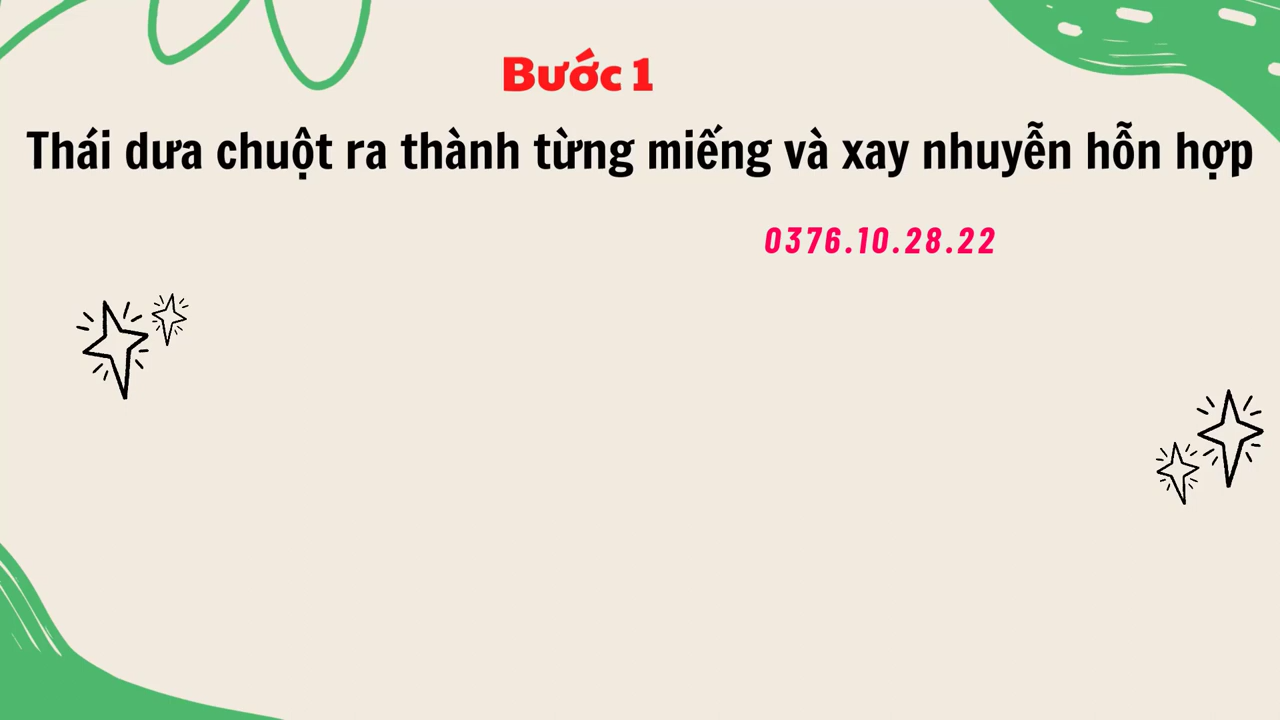 Bước 1
Thái dưa chuột ra thành từng miếng và xay nhuyễn hỗn hợp
0376.10.28.22